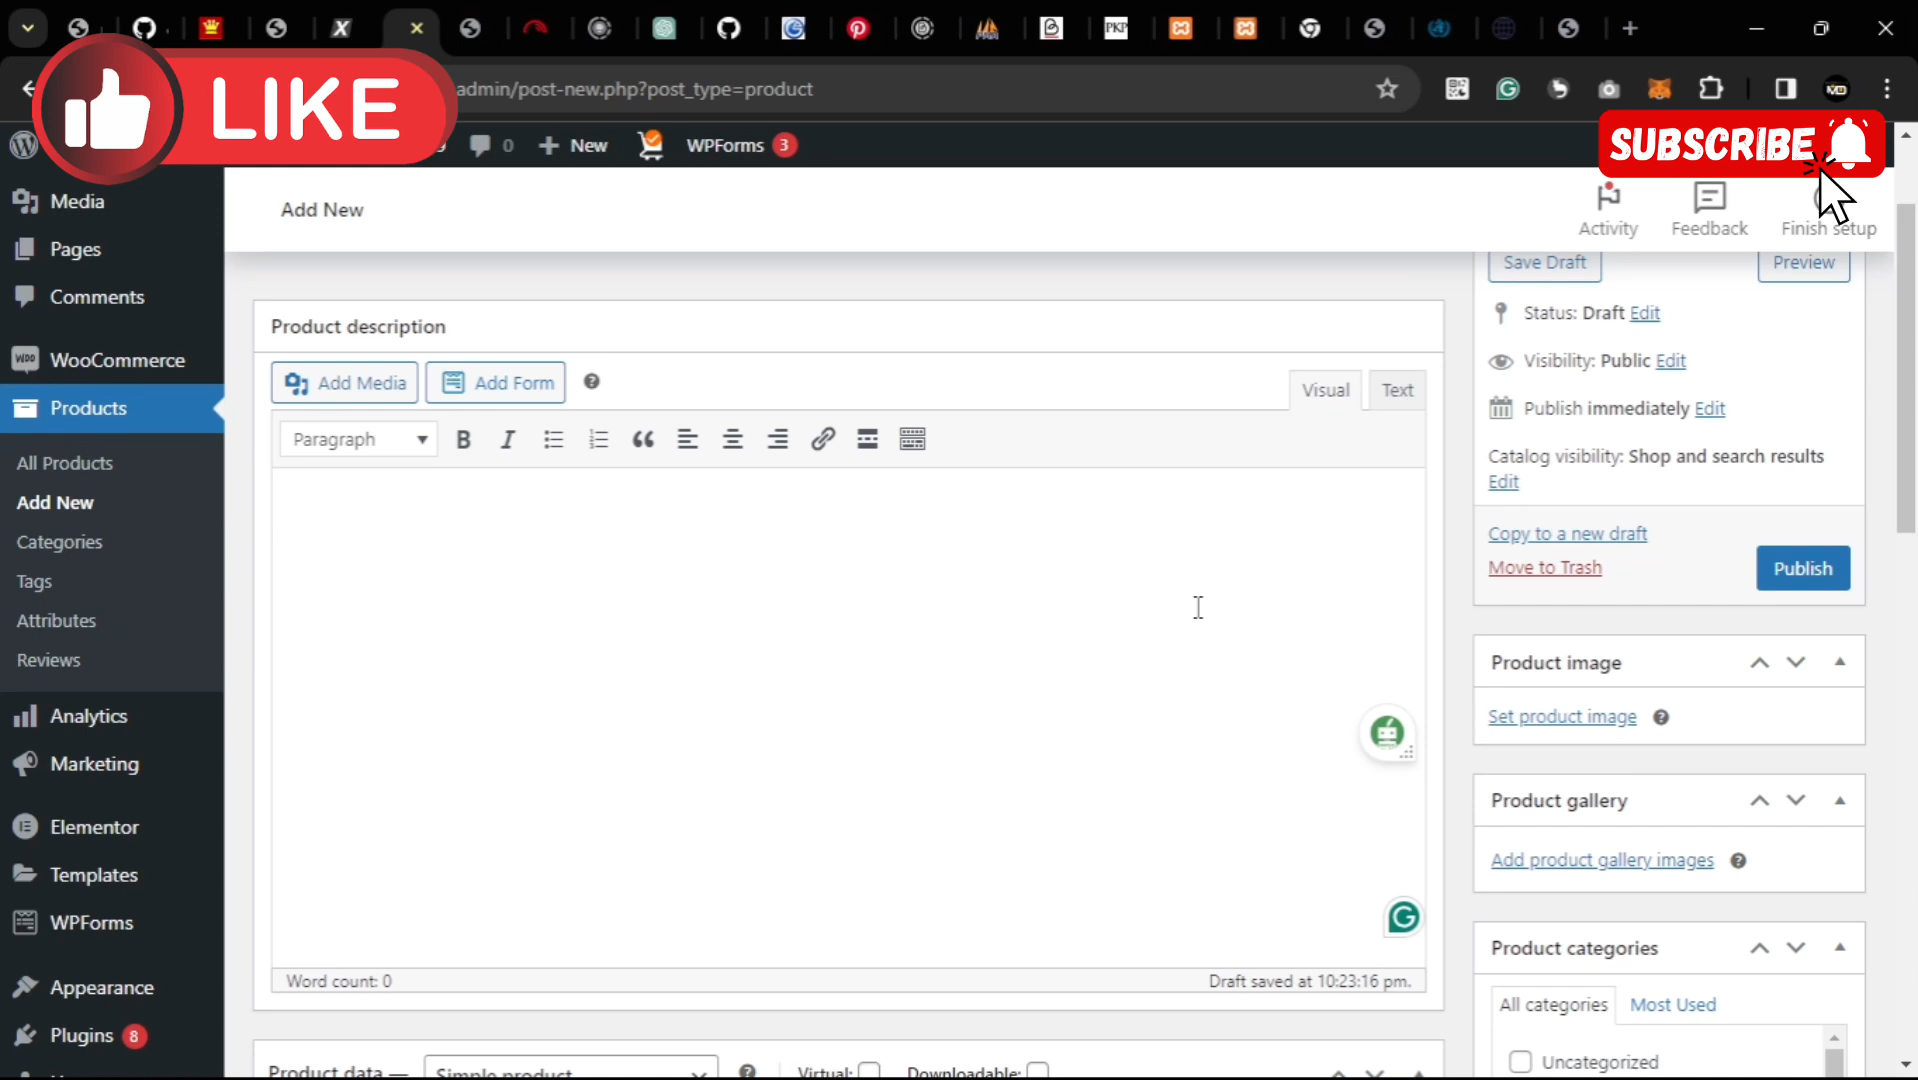 PKP
admin/post-new.php?post_type=product
MD
LIKE
SUBSCRIBE
0
New
WPForms 3
Media
Pages
Comments
WooCommerce
Products
All Products
Add New
Categories
Tags
Attributes
Reviews
Analytics
Marketing
Elementor
Templates
WPForms
Appearance
Plugins 8
Add New
Activity
Feedback
Finish setup
Product description
Add Media
Add Form
Visual
Text
Paragraph
Word count: 0
Draft saved at 10:23:16 pm.
Product data —
Simple product
Virtual:
Downloadable:
Save Draft
Preview
Status: Draft Edit
Visibility: Public Edit
Publish immediately Edit
Catalog visibility: Shop and search results
Edit
Copy to a new draft
Move to Trash
Publish
Product image
Set product image
Product gallery
Add product gallery images
Product categories
All categories
Most Used
Uncategorized